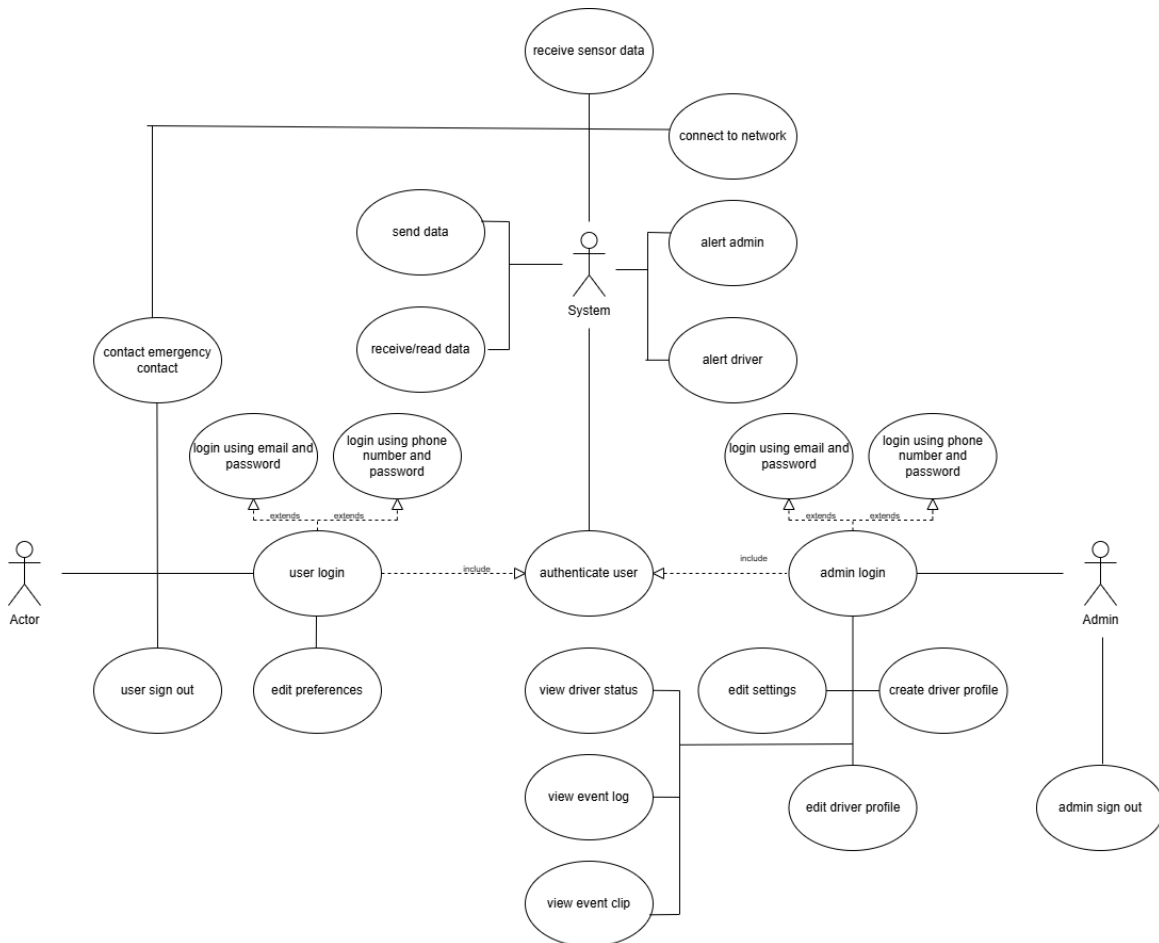 receive sensor data
connect to network
send data
alert admin
System
receive/read data
alert driver
contact emergency
contact
login using email and
password
login using phone
number and
password
login using email and
password
login using phone
number and
password
extends
extends
extends
extends
Actor
user login
include
authenticate user
include
admin login
Admin
user sign out
edit preferences
view driver status
edit settings
create driver profile
view event log
edit driver profile
admin sign out
view event clip